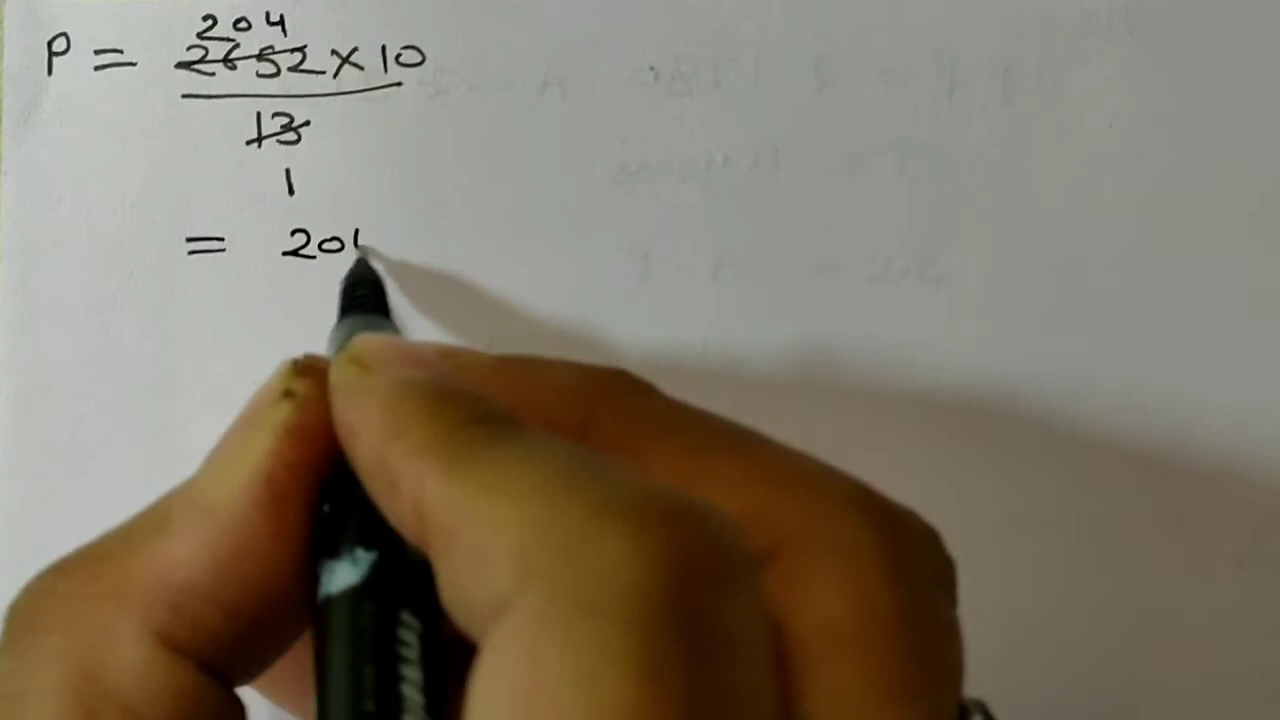 204
P = 2652 × 10
13
1
= 20